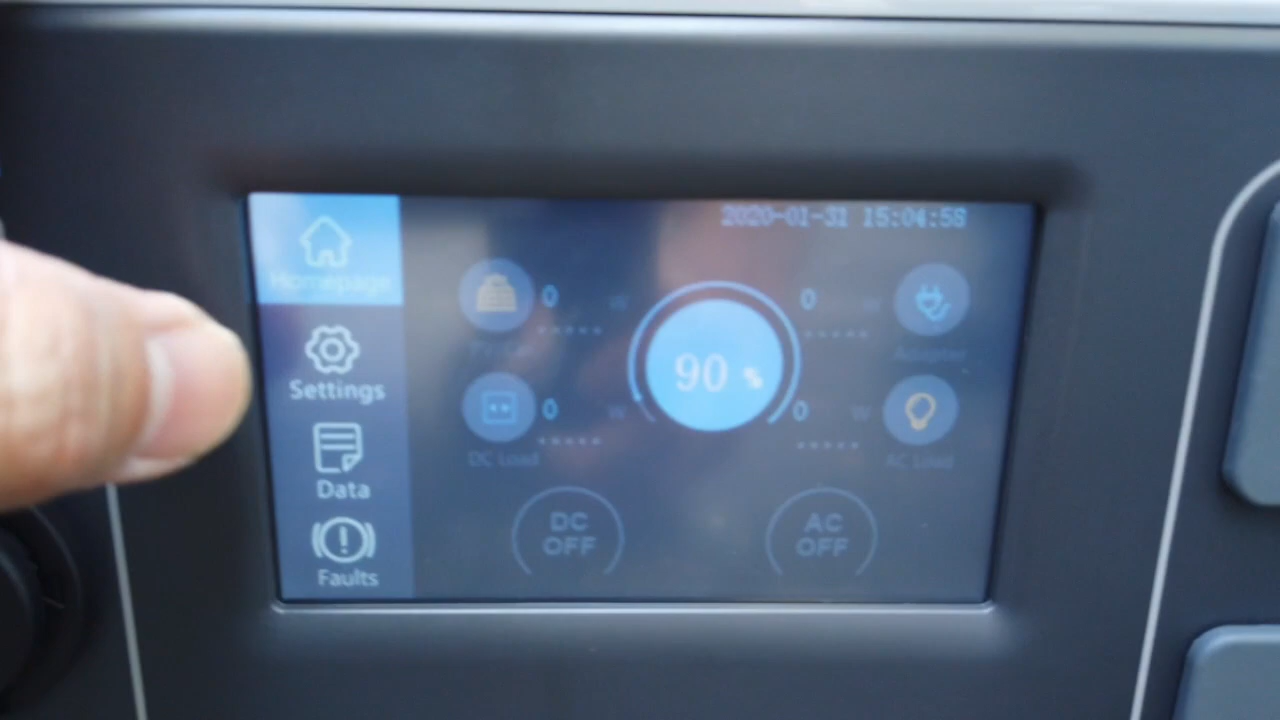 2020-01-31 15:04:56
Homepage
Settings
Data
Faults
0 W
0 W
90 %
0 W
Adapter
DC Load
0 W
AC Load
DC
OFF
AC
OFF